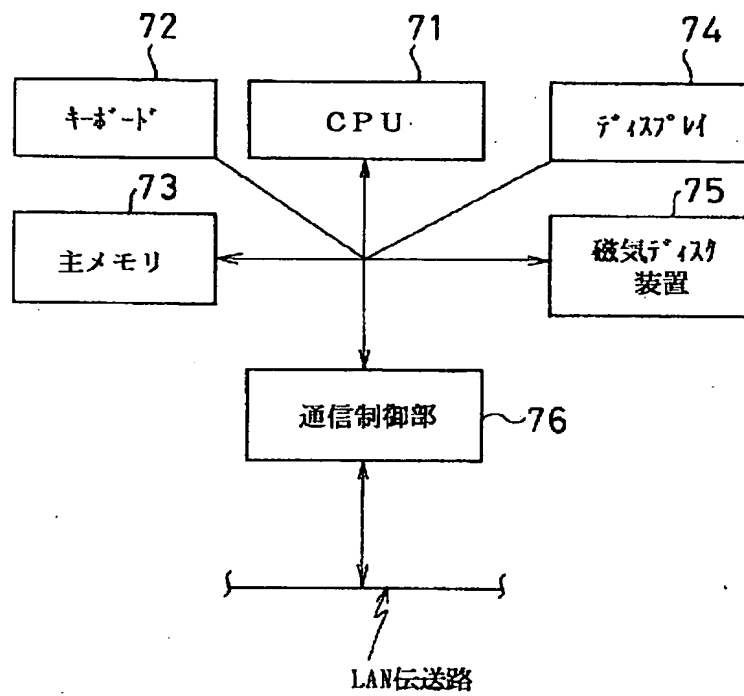 72
71
74
ｷｰﾎﾞｰﾄﾞ
CPU
ﾃﾞｨｽﾌﾟﾚｲ
73
75
主メモリ
磁気ﾃﾞｨｽｸ
装置
通信制御部
76
LAN伝送路